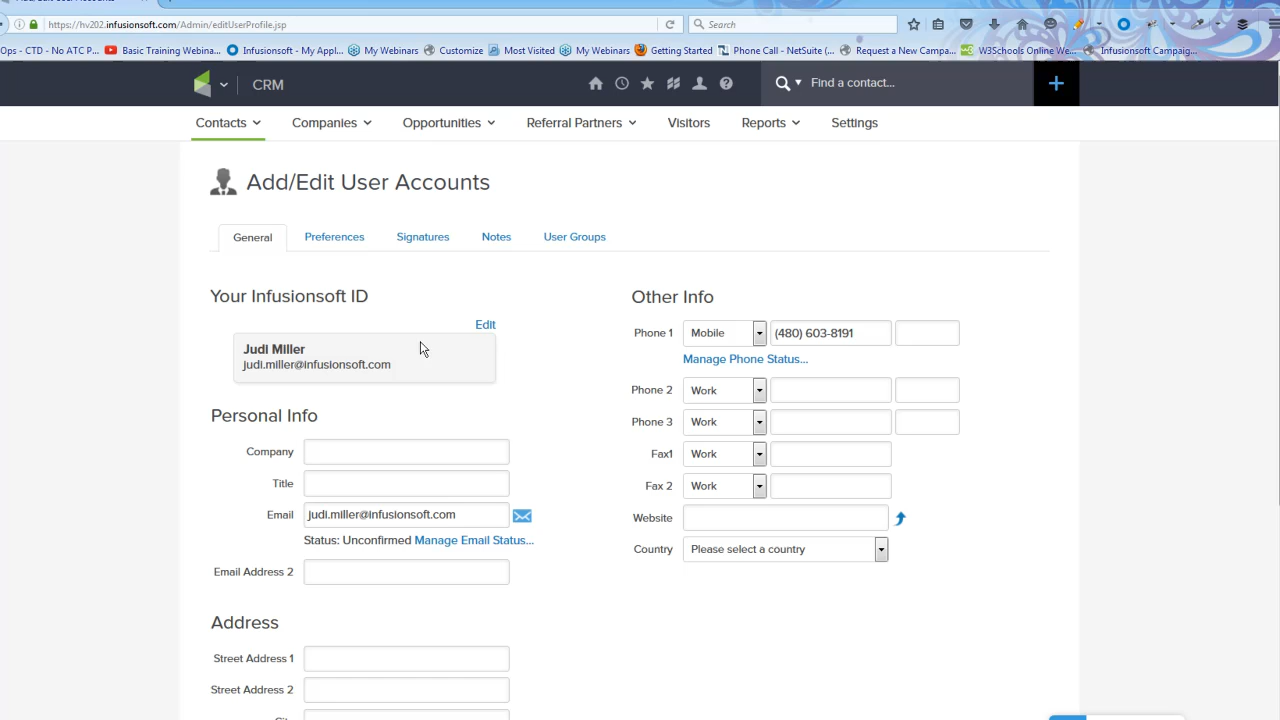 https://hv202.infusionsoft.com/Admin/editUserProfile.jsp
Search
Ops - CTD - No ATC P...
Basic Training Webina...
Infusionsoft - My Appl...
My Webinars
Customize
Most Visited
My Webinars
Getting Started
Phone Call - NetSuite (...
Request a New Campa...
W3Schools Online We...
Infusionsoft Campaig...
CRM
Find a contact...
Contacts
Companies
Opportunities
Referral Partners
Visitors
Reports
Settings
Add/Edit User Accounts
General
Preferences
Signatures
Notes
User Groups
Your Infusionsoft ID
Edit
Judi Miller
judi.miller@infusionsoft.com
Personal Info
Company
Title
Email judi.miller@infusionsoft.com
Status: Unconfirmed Manage Email Status...
Email Address 2
Address
Street Address 1
Street Address 2
Other Info
Phone 1 Mobile (480) 603-8191
Manage Phone Status...
Phone 2 Work
Phone 3 Work
Fax1 Work
Fax 2 Work
Website
Country Please select a country